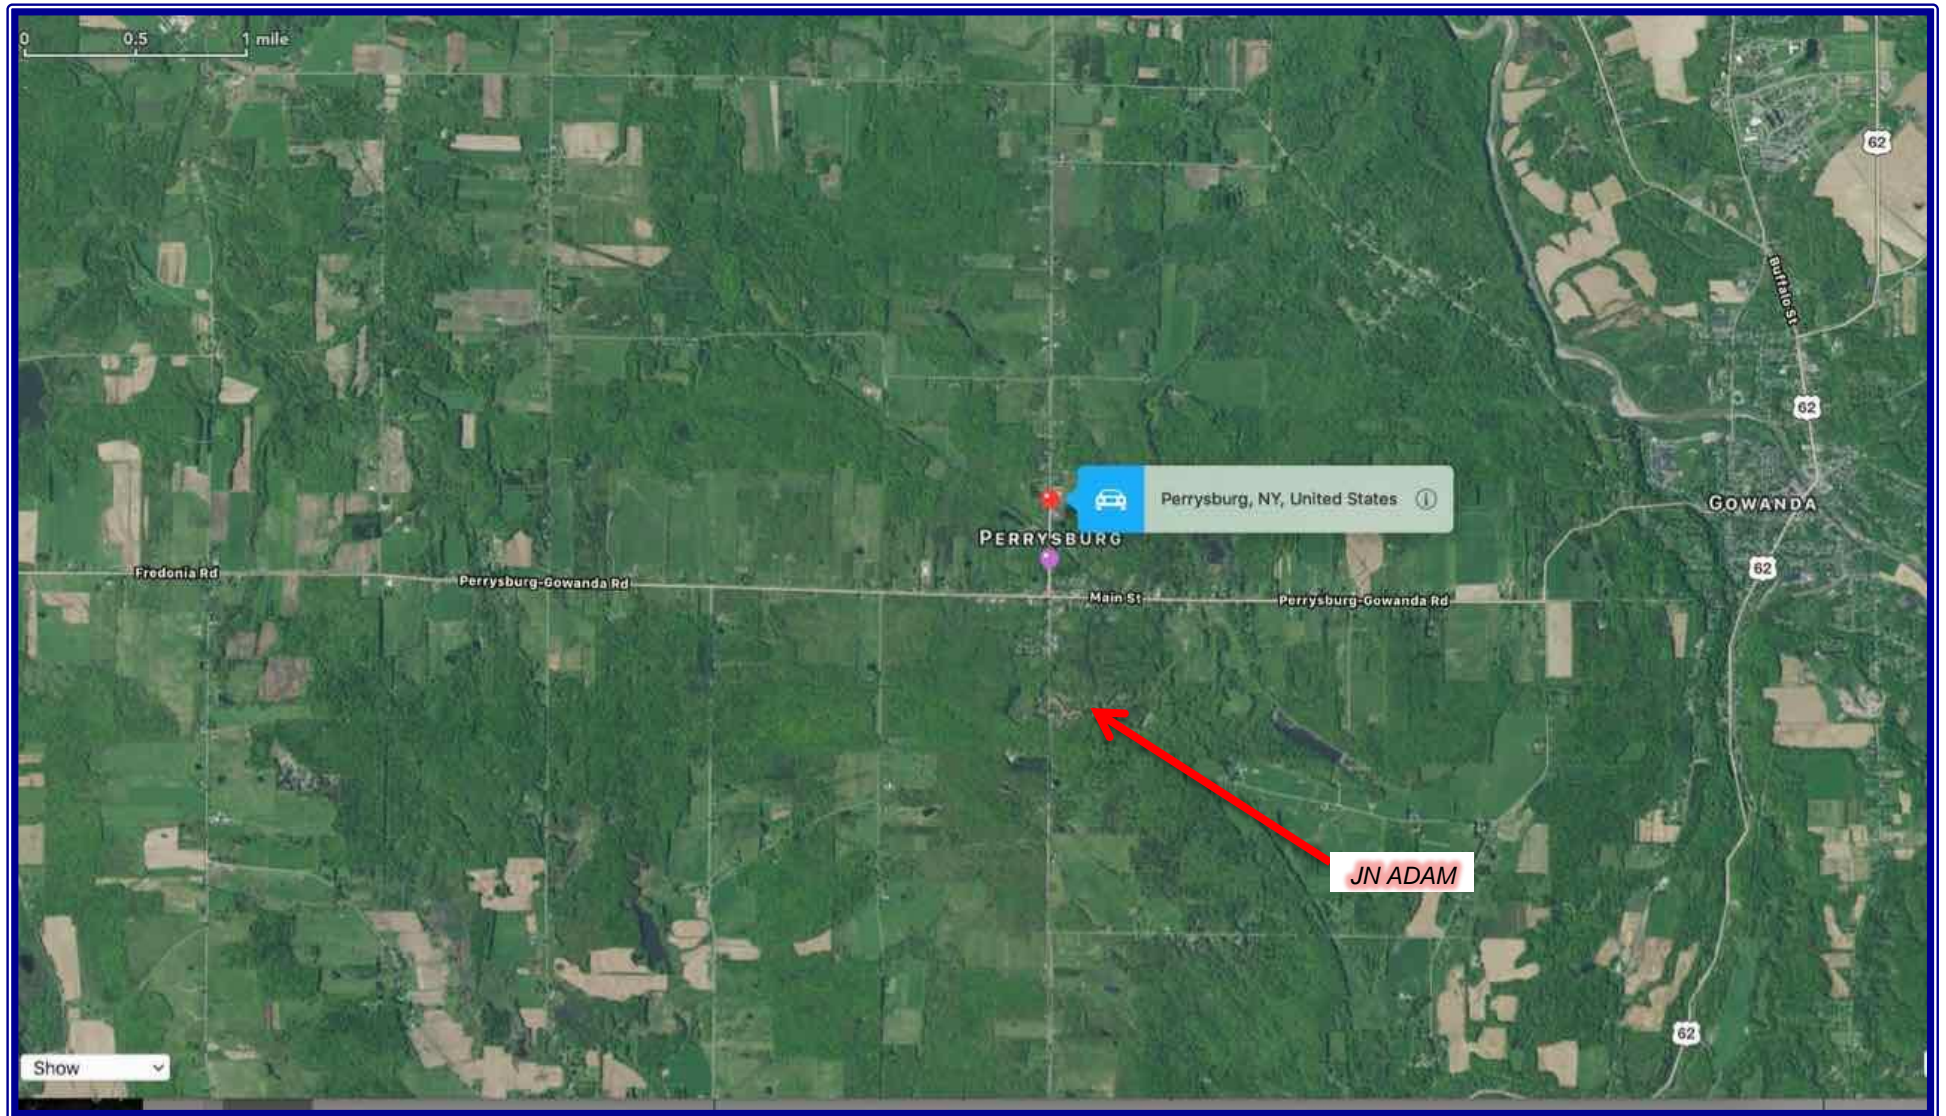 0 0.5 1 mile
62
Buffalo St
62
Perrysburg, NY, United States
GOWANDA
PERRYSBURG
Fredonia Rd
Perrysburg-Gowanda Rd
62
Main St
Perrysburg-Gowanda Rd
JN ADAM
62
Show